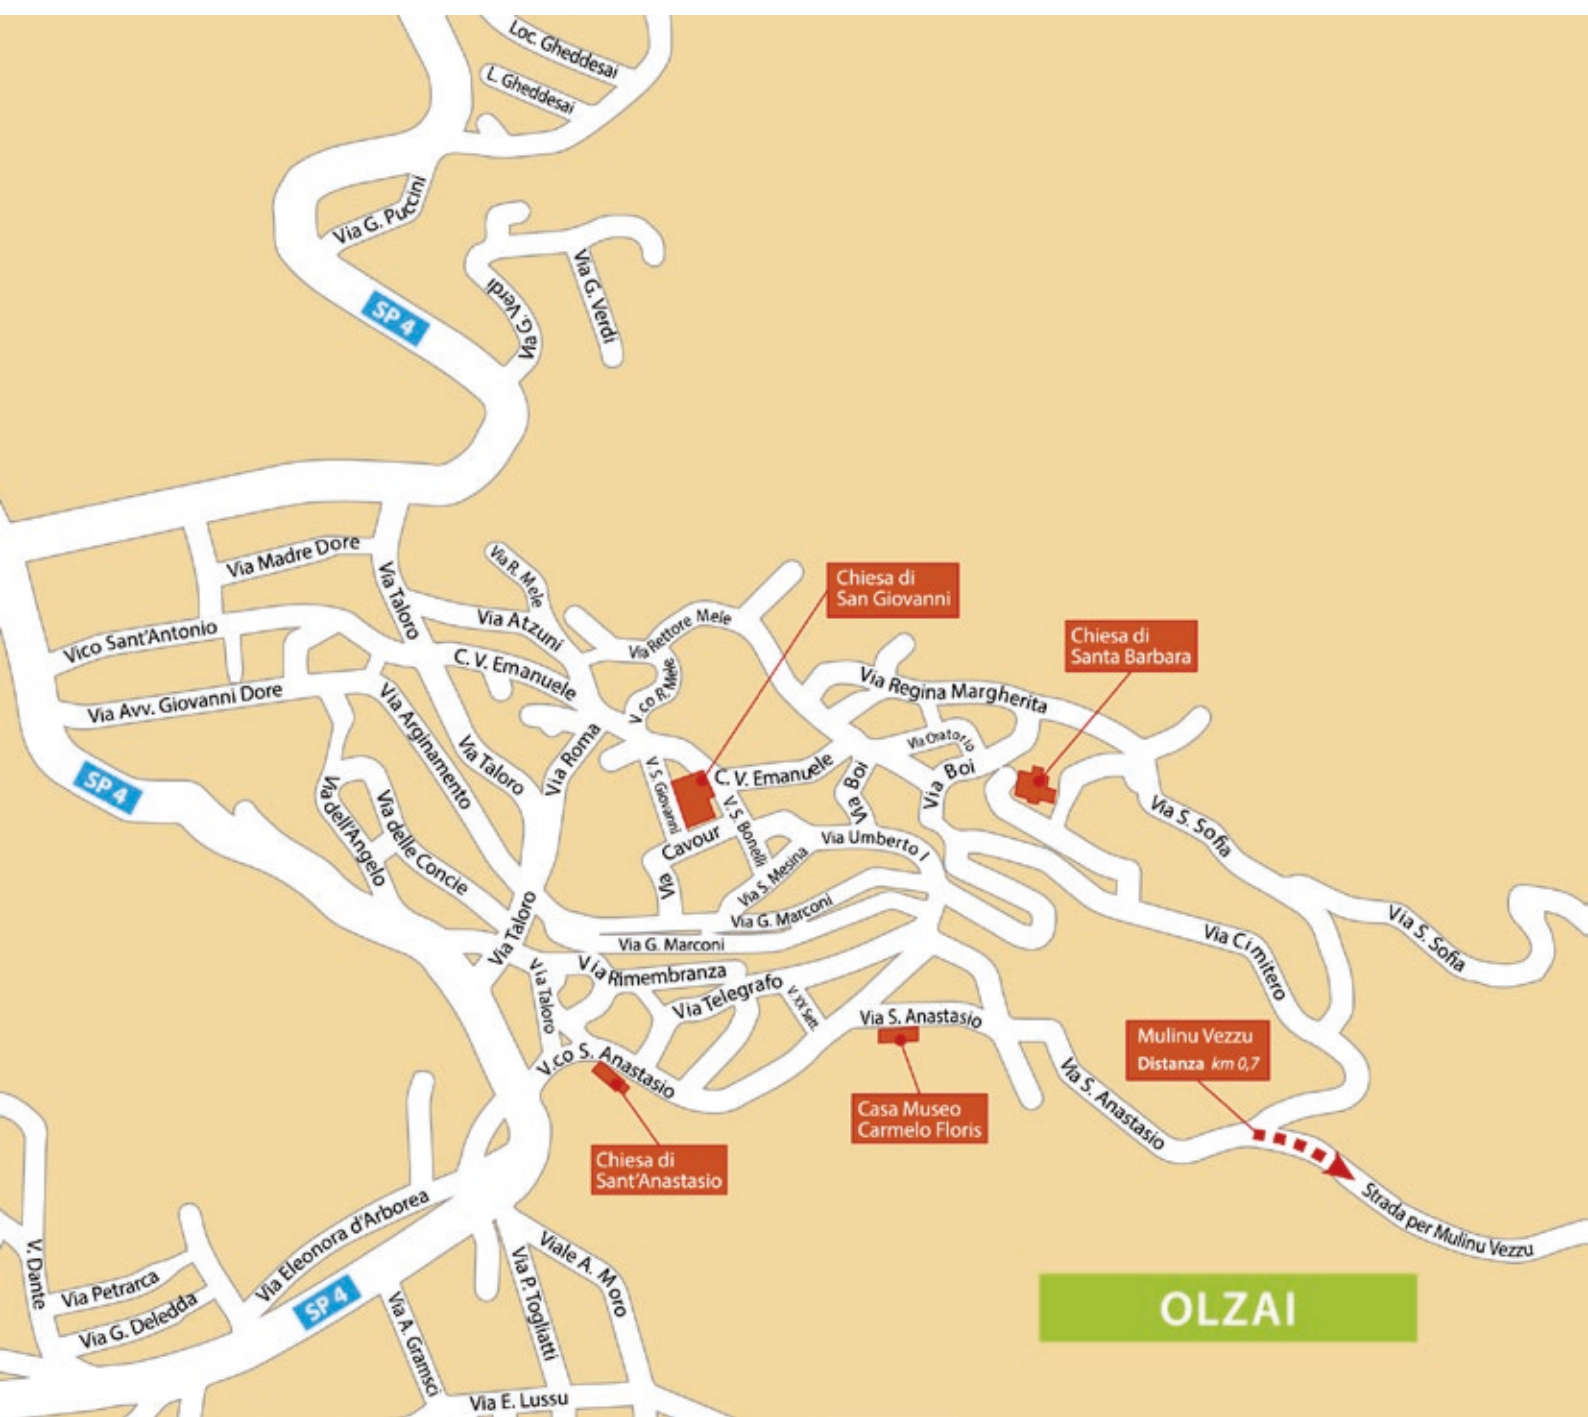 Loc. Gheddesai
L. Gheddesai
Via G. Puccini
SP 4
Via G. Verdi
Via G. Verdi
Via Madre Dore
Via Taloro
Via R. Mele
Via Atzuni
Via Rettore Mele
V.co R. Mele
Chiesa di
San Giovanni
Chiesa di
Santa Barbara
Vico Sant'Antonio
C. V. Emanuele
Via Avv. Giovanni Dore
Via Arginamento
Via Taloro
Via Roma
Via Regina Margherita
Via Oratorio
SP 4
Via dell'Angelo
Via delle Concie
V. S. Giovanni
C. V. Emanuele
V. S. Bonelli
Via Boi
Via Boi
Via Cavour
Via Umberto I
Via S. Mesina
Via S. Sofia
Via G. Marconi
Via G. Marconi
Via Taloro
Via Taloro
Via Rimembranza
Via Telegrafo
V. XX Sett.
Via Cimitero
Via S. Sofia
Via S. Anastasio
V.co S. Anastasio
Via S. Anastasio
Mulinu Vezzu
Distanza km 0,7
Casa Museo
Carmelo Floris
Chiesa di
Sant'Anastasio
Strada per Mulinu Vezzu
Via Eleonora d'Arborea
V. Dante
Via Petrarca
Via G. Deledda
SP 4
Via A. Gramsci
Via P. Togliatti
Viale A. Moro
Via E. Lussu
OLZAI